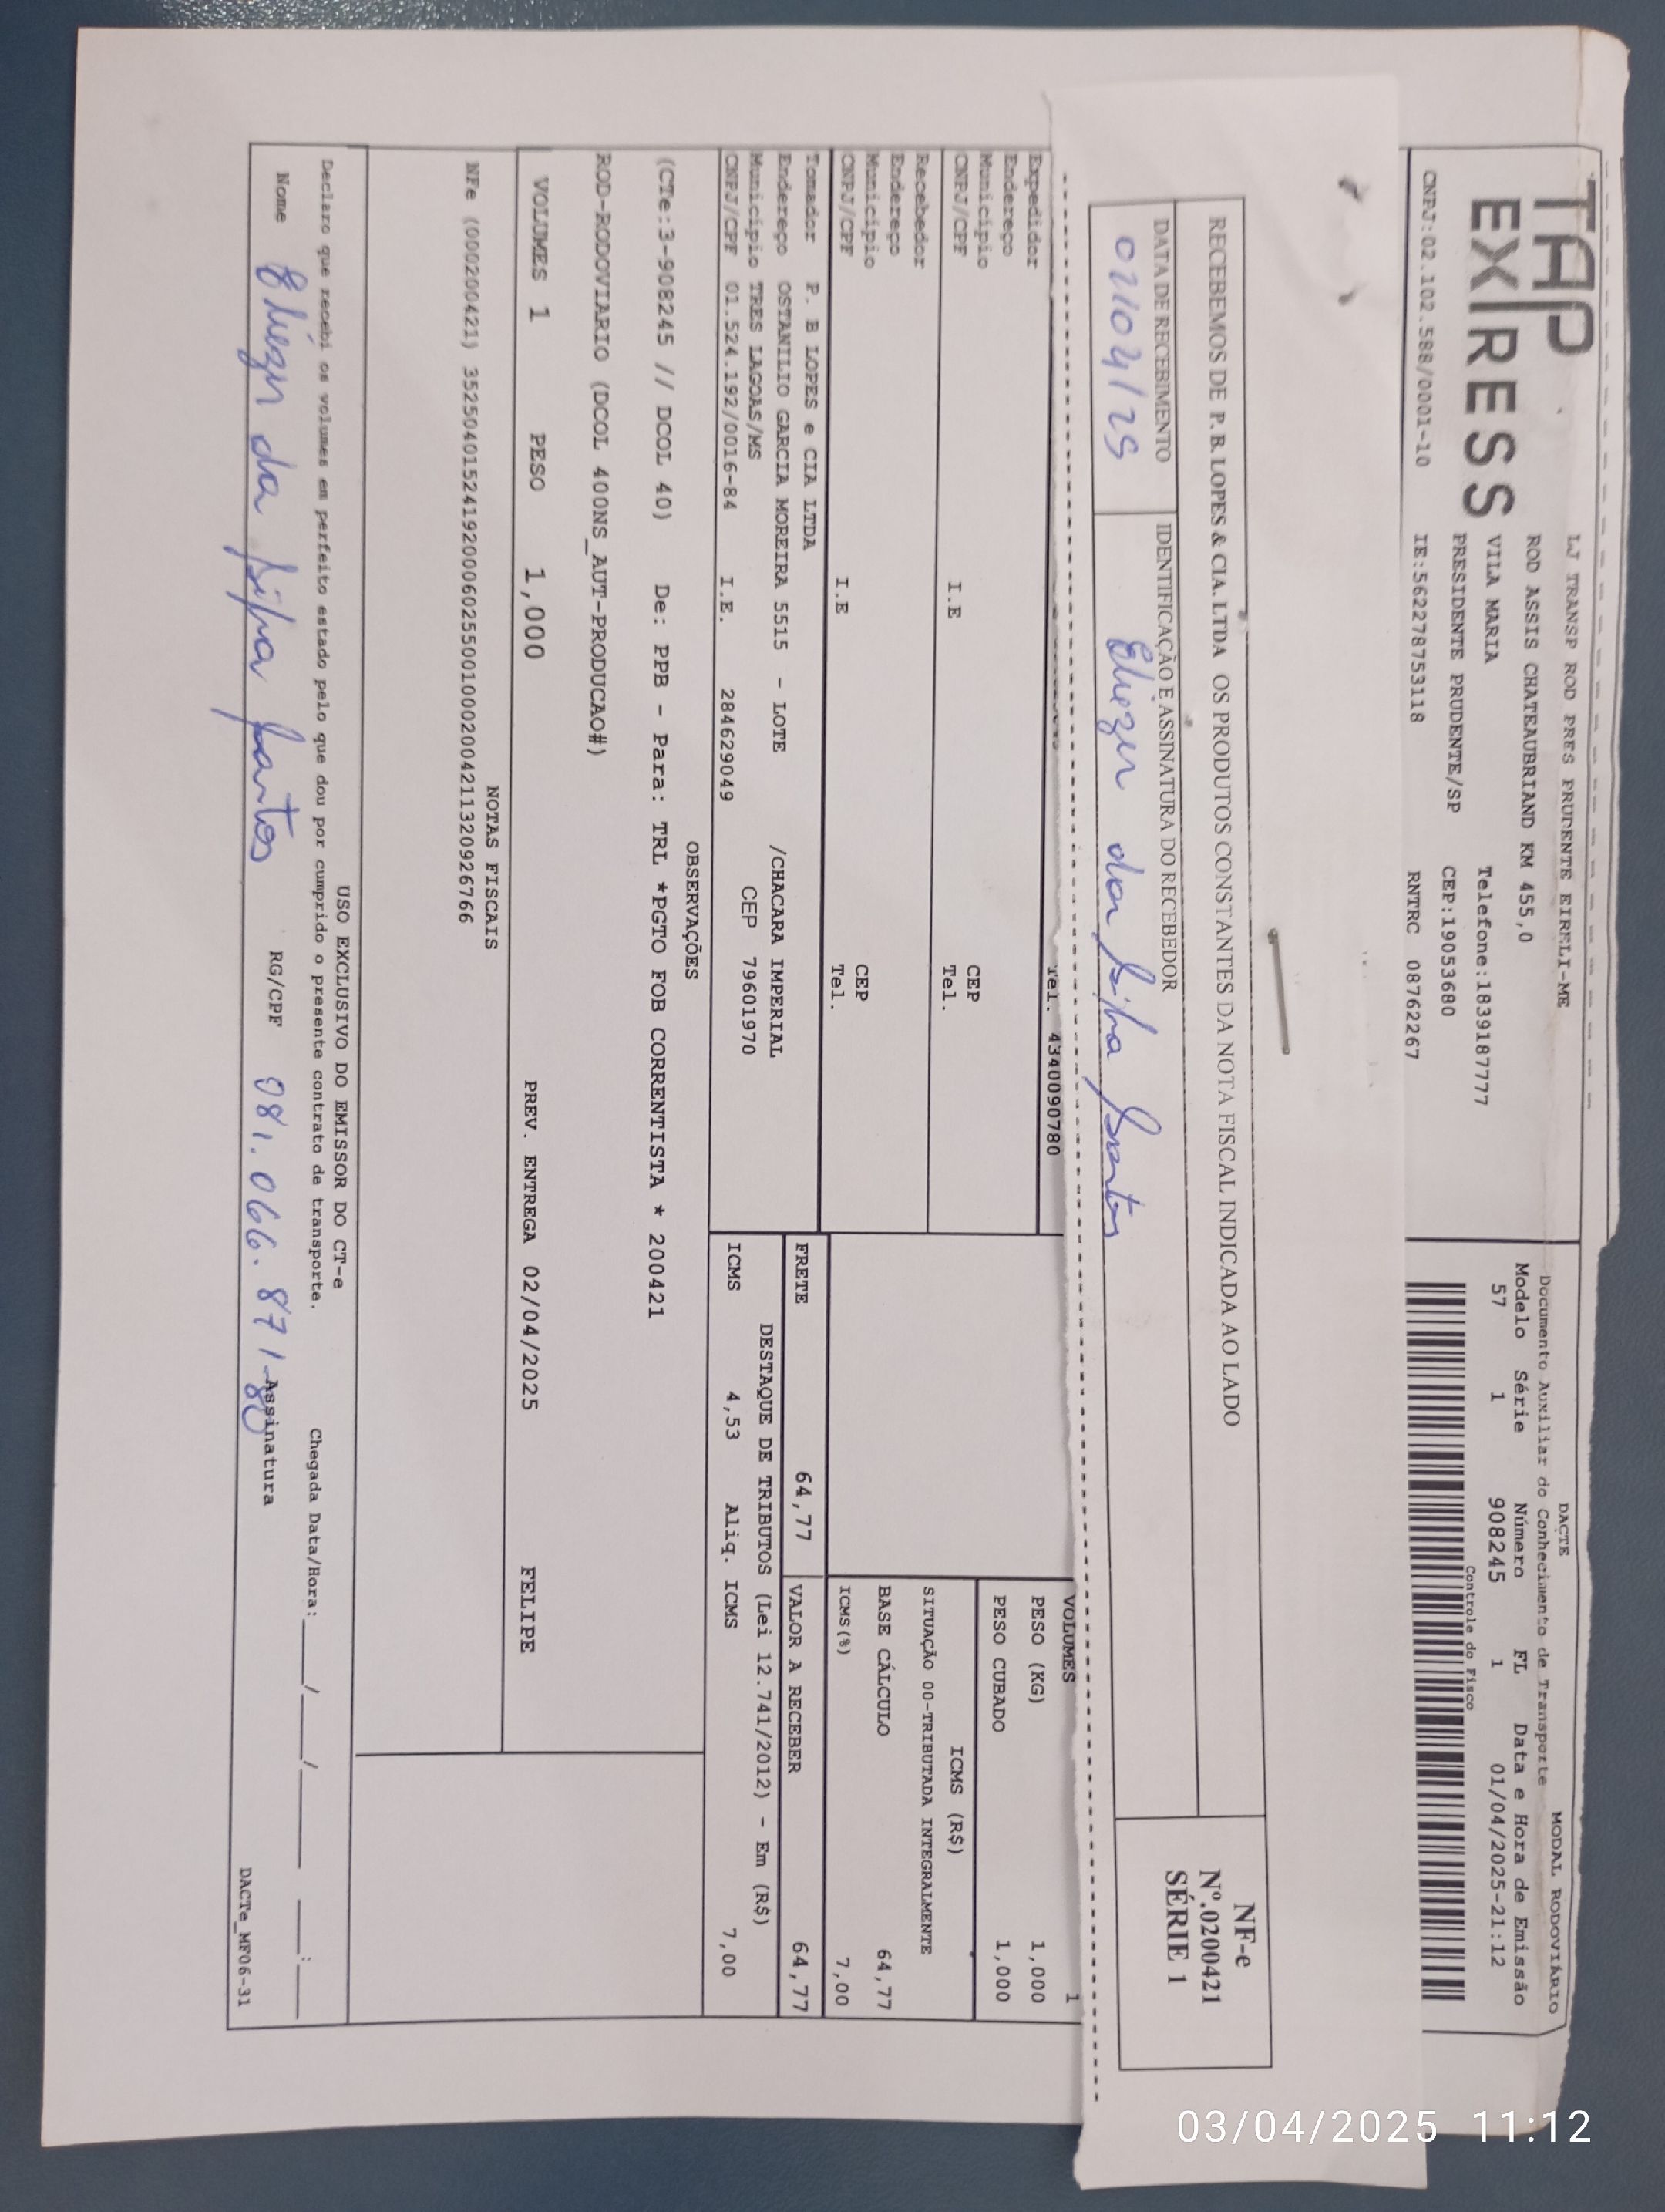 TAP
EXPRESS
LJ TRANSP ROD PRES PRUDENTE EIRELI-ME
ROD ASSIS CHATEAUBRIAND KM 455,0
VILA MARIA Telefone:1839187777
PRESIDENTE PRUDENTE/SP CEP:19053680
CNPJ:02.102.588/0001-10 IE:562278753118 RNTRC 08762267
DACTE MODAL RODOVIÁRIO
Documento Auxiliar do Conhecimento de Transporte
Modelo Série Número FL Data e Hora de Emissão
57 1 908245 1 01/04/2025-21:12
Controle do Fisco
RECEBEMOS DE P. B. LOPES & CIA. LTDA OS PRODUTOS CONSTANTES DA NOTA FISCAL INDICADA AO LADO
DATA DE RECEBIMENTO IDENTIFICAÇÃO E ASSINATURA DO RECEBEDOR
02/04/25 da Silva Santos
NF-e
Nº.0200421
SÉRIE 1
Tel. 4340090780
Expedidor
Endereço
Município CEP
CNPJ/CPF I.E Tel.
Recebedor
Endereço
Município CEP
CNPJ/CPF I.E Tel.
Tomador P. B LOPES e CIA LTDA
Endereço OSTANILIO GARCIA MOREIRA 5515 - LOTE /CHACARA IMPERIAL
Município TRES LAGOAS/MS CEP 79601970
CNPJ/CPF 01.524.192/0016-84 I.E. 284629049
VOLUMES 1
PESO (KG) 1,000
PESO CUBADO 1,000
ICMS (R$)
SITUAÇÃO 00-TRIBUTADA INTEGRALMENTE
BASE CÁLCULO 64,77
ICMS(%) 7,00
FRETE 64,77 VALOR A RECEBER 64,77
DESTAQUE DE TRIBUTOS (Lei 12.741/2012) - Em (R$)
ICMS 4,53 Aliq. ICMS 7,00
OBSERVAÇÕES
(CTe:3-908245 // DCOL 40) De: PPB - Para: TRL *PGTO FOB CORRENTISTA * 200421
ROD-RODOVIARIO (DCOL 400NS_AUT-PRODUCAO#)
VOLUMES 1 PESO 1,000 PREV. ENTREGA 02/04/2025 FELIPE
NOTAS FISCAIS
NFe (000200421) 35250401524192000602550010002004211320926766
USO EXCLUSIVO DO EMISSOR DO CT-e
Declaro que recebi os volumes em perfeito estado pelo que dou por cumprido o presente contrato de transporte. Chegada Data/Hora:___/___/_____ ___:___
Nome da Silva Santos RG/CPF 081.066.871-80 Assinatura
DACTe_MF06-31
03/04/2025 11:12